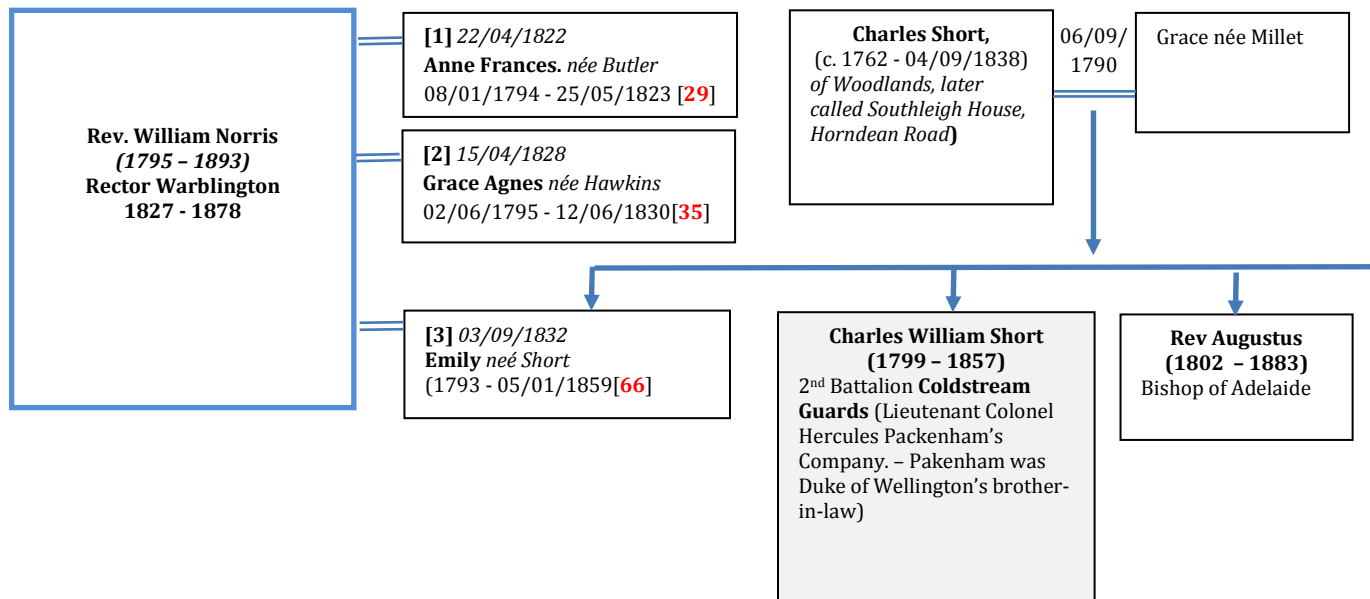 Rev. William Norris
(1795 – 1893)
Rector Warblington
1827 - 1878
[1] 22/04/1822
Anne Frances. née Butler
08/01/1794 - 25/05/1823 [29]
[2] 15/04/1828
Grace Agnes née Hawkins
02/06/1795 - 12/06/1830[35]
[3] 03/09/1832
Emily neé Short
(1793 - 05/01/1859[66]
Charles Short,
(c. 1762 - 04/09/1838)
of Woodlands, later
called Southleigh House,
Horndean Road)
06/09/
1790
Grace née Millet
Charles William Short
(1799 – 1857)
2nd Battalion Coldstream
Guards (Lieutenant Colonel
Hercules Packenham’s
Company. – Pakenham was
Duke of Wellington’s brother-
in-law)
Rev Augustus
(1802 – 1883)
Bishop of Adelaide